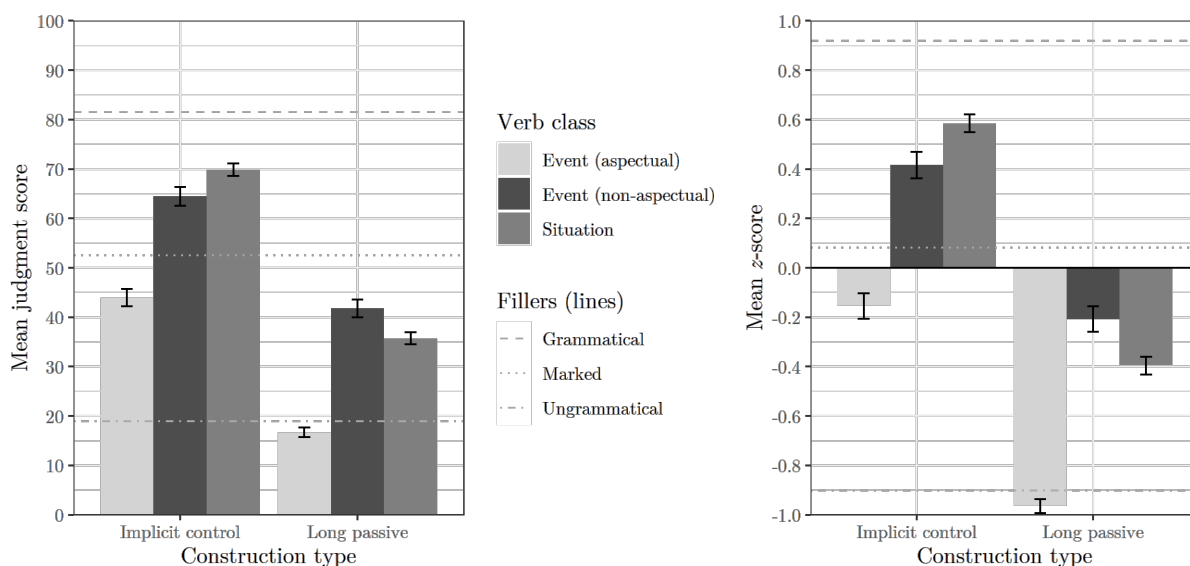 Mean judgment score
100
90
80
70
60
50
40
30
20
10
0
Implicit control
Long passive
Construction type
Verb class
Event (aspectual)
Event (non-aspectual)
Situation
Fillers (lines)
Grammatical
Marked
Ungrammatical
Mean z-score
1.0
0.8
0.6
0.4
0.2
0.0
-0.2
-0.4
-0.6
-0.8
-1.0
Implicit control
Long passive
Construction type